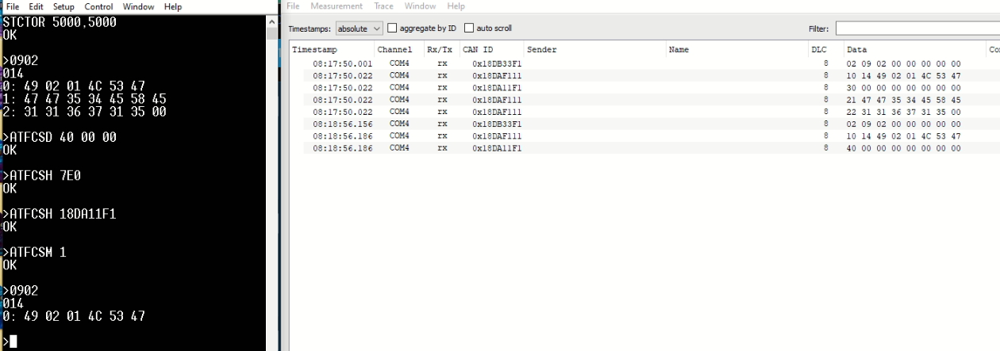 File Edit Setup Control Window Help
STCTOR 5000,5000
OK
>0902
014
0: 49 02 01 4C 53 47
1: 47 47 35 34 45 58 45
2: 31 31 36 37 31 35 00
>ATFCSD 40 00 00
OK
>ATFCSH 7E0
OK
>ATFCSH 18DA11F1
OK
>ATFCSM 1
OK
>0902
014
0: 49 02 01 4C 53 47
>
File Measurement Trace Window Help
Timestamps: absolute aggregate by ID auto scroll Filter:
Timestamp Channel Rx/Tx CAN ID Sender Name DLC Data Co
08:17:50.001 COM4 rx 0x18DB33F1 8 02 09 02 00 00 00 00 00
08:17:50.022 COM4 rx 0x18DAF111 8 10 14 49 02 01 4C 53 47
08:17:50.022 COM4 rx 0x18DA11F1 8 30 00 00 00 00 00 00 00
08:17:50.022 COM4 rx 0x18DAF111 8 21 47 47 35 34 45 58 45
08:17:50.022 COM4 rx 0x18DAF111 8 22 31 31 36 37 31 35 00
08:18:56.156 COM4 rx 0x18DB33F1 8 02 09 02 00 00 00 00 00
08:18:56.186 COM4 rx 0x18DAF111 8 10 14 49 02 01 4C 53 47
08:18:56.186 COM4 rx 0x18DA11F1 8 40 00 00 00 00 00 00 00